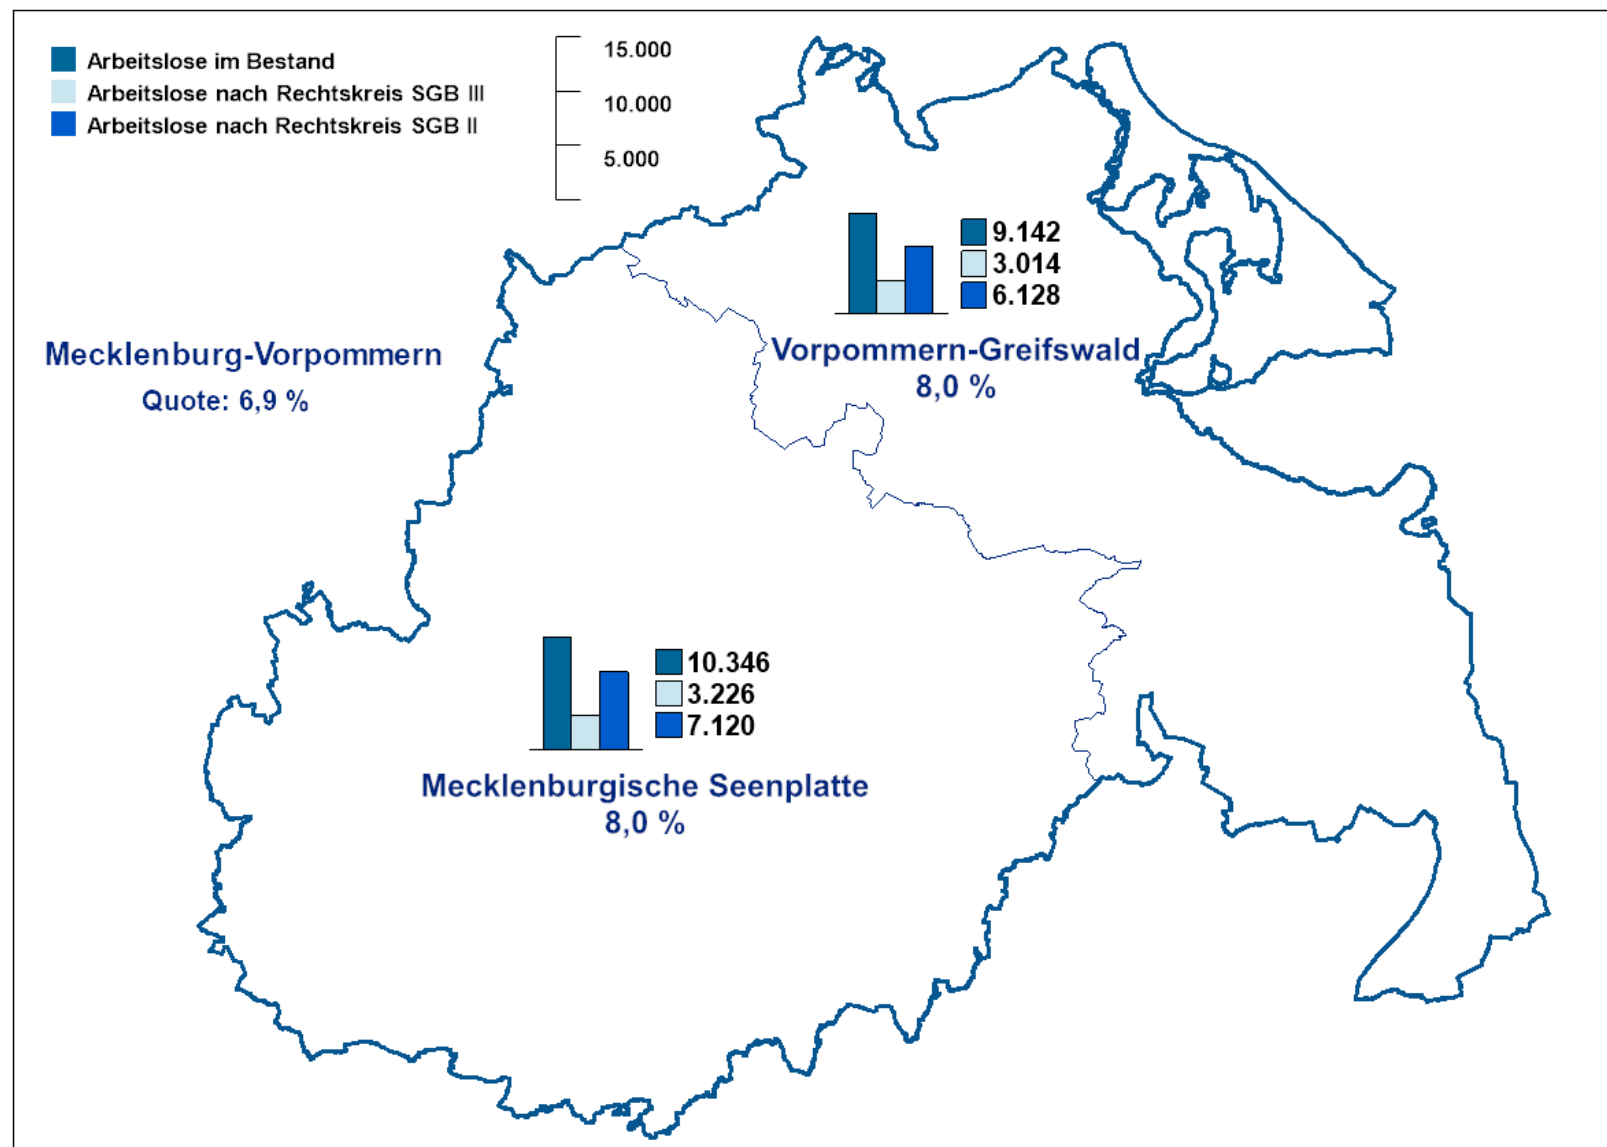 Arbeitslose im Bestand
Arbeitslose nach Rechtskreis SGB III
Arbeitslose nach Rechtskreis SGB II
15.000
10.000
5.000
9.142
3.014
6.128
Vorpommern-Greifswald
8,0 %
Mecklenburg-Vorpommern
Quote: 6,9 %
10.346
3.226
7.120
Mecklenburgische Seenplatte
8,0 %